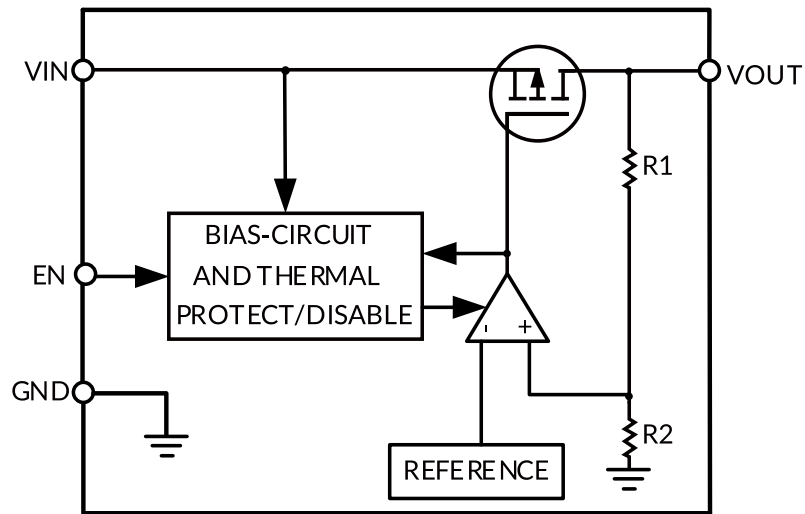 VIN
VOUT
R1
BIAS-CIRCUIT
AND THERMAL
PROTECT/DISABLE
EN
- +
GND
R2
REFERENCE